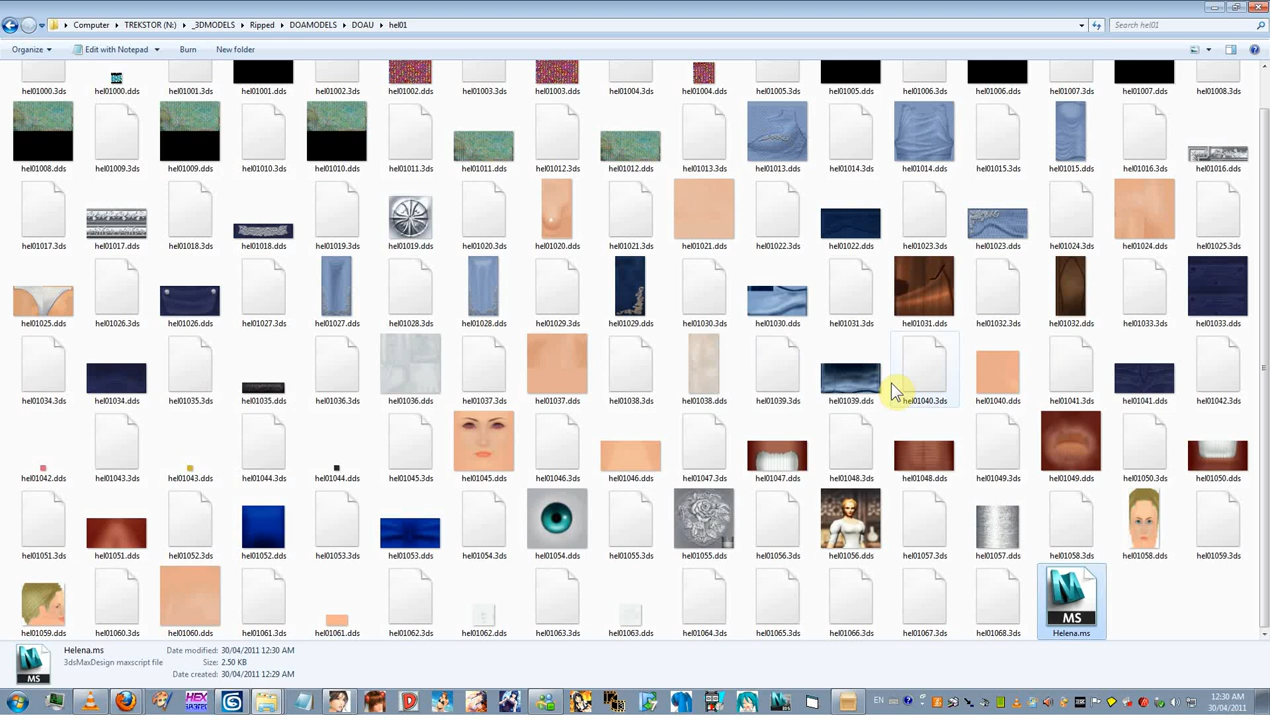 Computer ▸ TREKSTOR (N:) ▸ _3DMODELS ▸ Ripped ▸ DOAMODELS ▸ DOAU ▸ hel01
Search hel01
Organize ▾ Edit with Notepad ▾ Burn New folder
hel01000.3ds hel01000.dds hel01001.3ds hel01001.dds hel01002.3ds hel01002.dds hel01003.3ds hel01003.dds hel01004.3ds hel01004.dds hel01005.3ds hel01005.dds hel01006.3ds hel01006.dds hel01007.3ds hel01007.dds hel01008.3ds
hel01008.dds hel01009.3ds hel01009.dds hel01010.3ds hel01010.dds hel01011.3ds hel01011.dds hel01012.3ds hel01012.dds hel01013.3ds hel01013.dds hel01014.3ds hel01014.dds hel01015.3ds hel01015.dds hel01016.3ds hel01016.dds
hel01017.3ds hel01017.dds hel01018.3ds hel01018.dds hel01019.3ds hel01019.dds hel01020.3ds hel01020.dds hel01021.3ds hel01021.dds hel01022.3ds hel01022.dds hel01023.3ds hel01023.dds hel01024.3ds hel01024.dds hel01025.3ds
hel01025.dds hel01026.3ds hel01026.dds hel01027.3ds hel01027.dds hel01028.3ds hel01028.dds hel01029.3ds hel01029.dds hel01030.3ds hel01030.dds hel01031.3ds hel01031.dds hel01032.3ds hel01032.dds hel01033.3ds hel01033.dds
hel01034.3ds hel01034.dds hel01035.3ds hel01035.dds hel01036.3ds hel01036.dds hel01037.3ds hel01037.dds hel01038.3ds hel01038.dds hel01039.3ds hel01039.dds hel01040.3ds hel01040.dds hel01041.3ds hel01041.dds hel01042.3ds
hel01042.dds hel01043.3ds hel01043.dds hel01044.3ds hel01044.dds hel01045.3ds hel01045.dds hel01046.3ds hel01046.dds hel01047.3ds hel01047.dds hel01048.3ds hel01048.dds hel01049.3ds hel01049.dds hel01050.3ds hel01050.dds
hel01051.3ds hel01051.dds hel01052.3ds hel01052.dds hel01053.3ds hel01053.dds hel01054.3ds hel01054.dds hel01055.3ds hel01055.dds hel01056.3ds hel01056.dds hel01057.3ds hel01057.dds hel01058.3ds hel01058.dds hel01059.3ds
MS
hel01059.dds hel01060.3ds hel01060.dds hel01061.3ds hel01061.dds hel01062.3ds hel01062.dds hel01063.3ds hel01063.dds hel01064.3ds hel01065.3ds hel01066.3ds hel01067.3ds hel01068.3ds Helena.ms
Helena.ms Date modified: 30/04/2011 12:30 AM
3dsMaxDesign maxscript file Size: 2.50 KB
Date created: 30/04/2011 12:29 AM
MS
HEX
EN
12:30 AM
30/04/2011